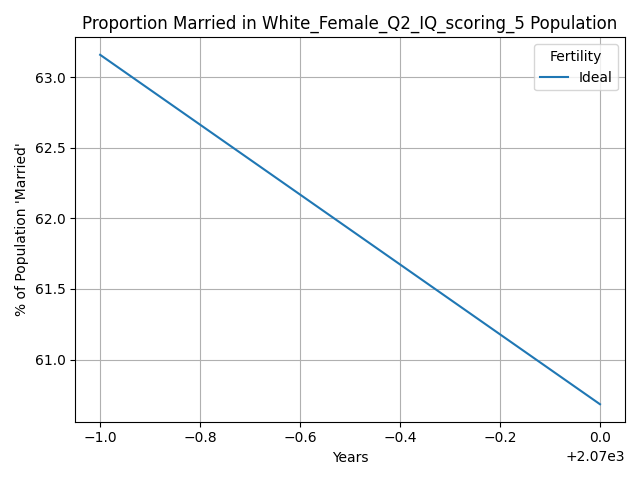 Proportion Married in White_Female_Q2_IQ_scoring_5 Population
Fertility
Ideal
% of Population 'Married'
63.0
62.5
62.0
61.5
61.0
−1.0 −0.8 −0.6 −0.4 −0.2 0.0
+2.07e3
Years